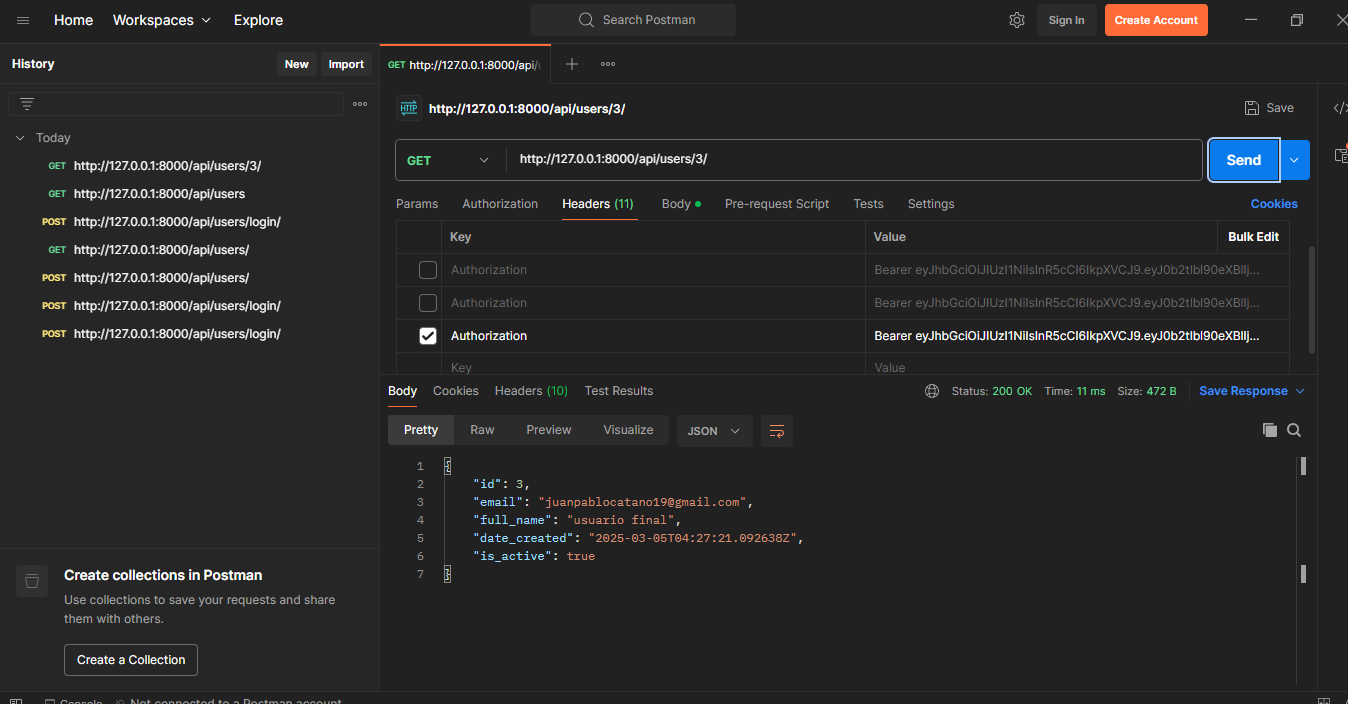 Home Workspaces Explore Search Postman Sign In Create Account
History New Import
Today
GET http://127.0.0.1:8000/api/users/3/
GET http://127.0.0.1:8000/api/users
POST http://127.0.0.1:8000/api/users/login/
GET http://127.0.0.1:8000/api/users/
POST http://127.0.0.1:8000/api/users/
POST http://127.0.0.1:8000/api/users/login/
POST http://127.0.0.1:8000/api/users/login/
Create collections in Postman
Use collections to save your requests and share
them with others.
Create a Collection
GET http://127.0.0.1:8000/api/
HTTP http://127.0.0.1:8000/api/users/3/ Save
GET http://127.0.0.1:8000/api/users/3/ Send
Params Authorization Headers (11) Body Pre-request Script Tests Settings Cookies
Key Value Bulk Edit
Authorization Bearer eyJhbGciOiJIUzI1NiIsInR5cCI6IkpXVCJ9.eyJ0b2tlbl90eXBlIj...
Authorization Bearer eyJhbGciOiJIUzI1NiIsInR5cCI6IkpXVCJ9.eyJ0b2tlbl90eXBlIj...
Authorization Bearer eyJhbGciOiJIUzI1NiIsInR5cCI6IkpXVCJ9.eyJ0b2tlbl90eXBlIj...
Key Value
Body Cookies Headers (10) Test Results Status: 200 OK Time: 11 ms Size: 472 B Save Response
Pretty Raw Preview Visualize JSON
1 {
2 "id": 3,
3 "email": "juanpablocatano19@gmail.com",
4 "full_name": "usuario final",
5 "date_created": "2025-03-05T04:27:21.092638Z",
6 "is_active": true
7 }
Console Not connected to a Postman account